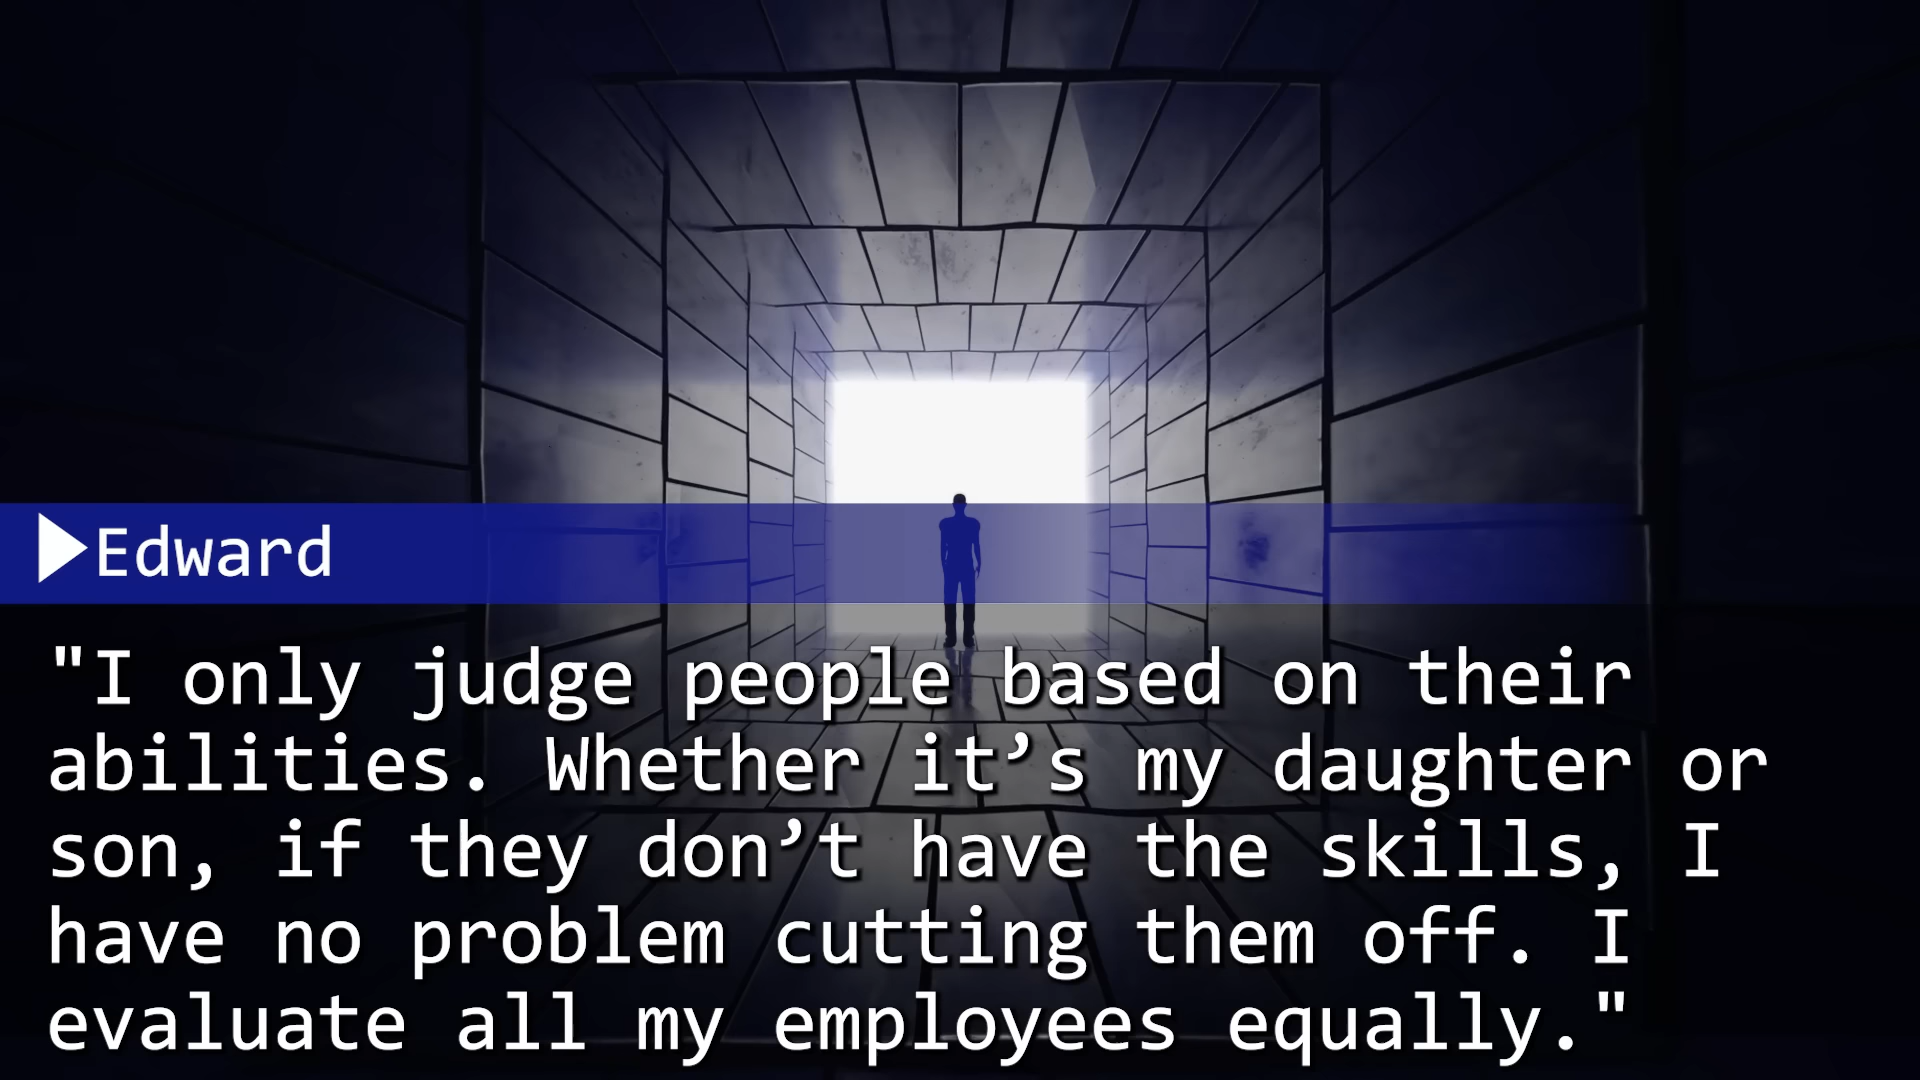 Edward
"I only judge people based on their
abilities. Whether it’s my daughter or
son, if they don’t have the skills, I
have no problem cutting them off. I
evaluate all my employees equally."